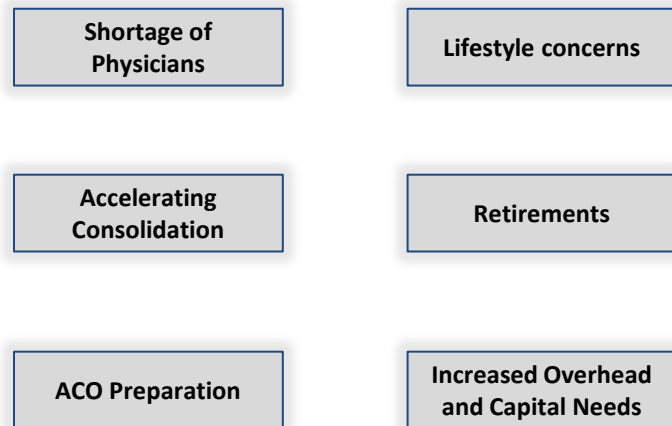 Shortage of
Physicians
Lifestyle concerns
Accelerating
Consolidation
Retirements
ACO Preparation
Increased Overhead
and Capital Needs